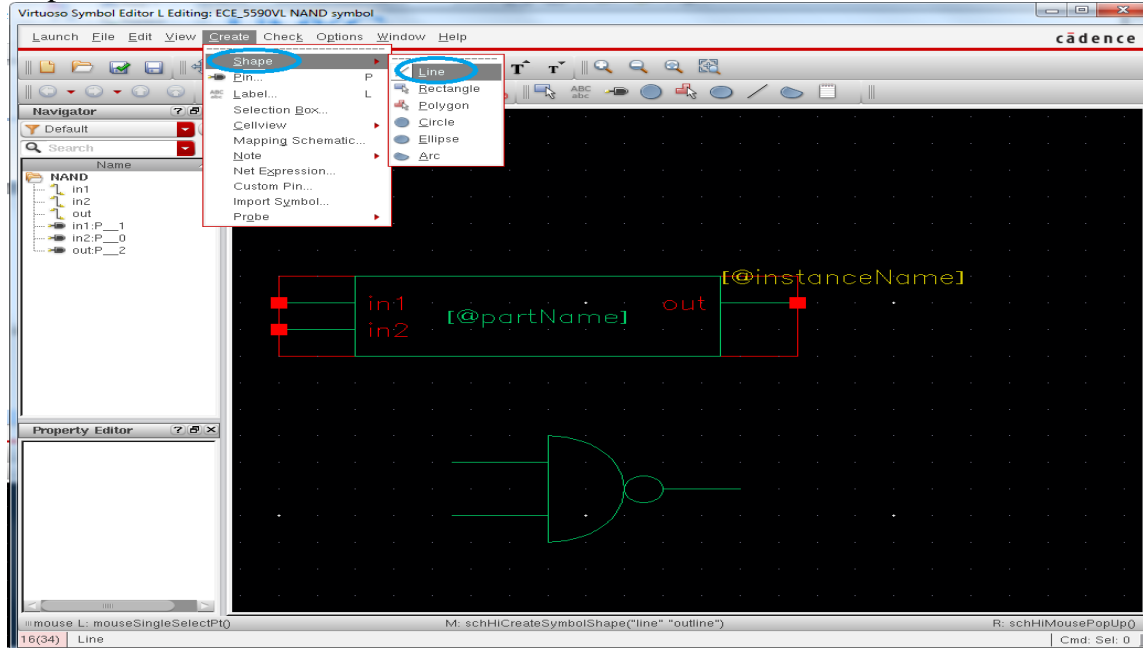 Virtuoso Symbol Editor L Editing: ECE_5590VL NAND symbol
Launch File Edit View Create Check Options Window Help
cādence
Shape
Pin... P
Label... L
Selection Box...
Cellview
Mapping Schematic...
Note
Net Expression...
Custom Pin...
Import Symbol...
Probe
Line
Rectangle
Polygon
Circle
Ellipse
Arc
T T
ABC
abc
Navigator
Default
Search
Name
NAND
in1
in2
out
in1:P__1
in2:P__0
out:P__2
Property Editor
[@instanceName]
in1
in2
[@partName]
out
mouse L: mouseSingleSelectPt()
M: schHiCreateSymbolShape("line" "outline")
R: schHiMousePopUp()
16(34) Line
Cmd: Sel: 0